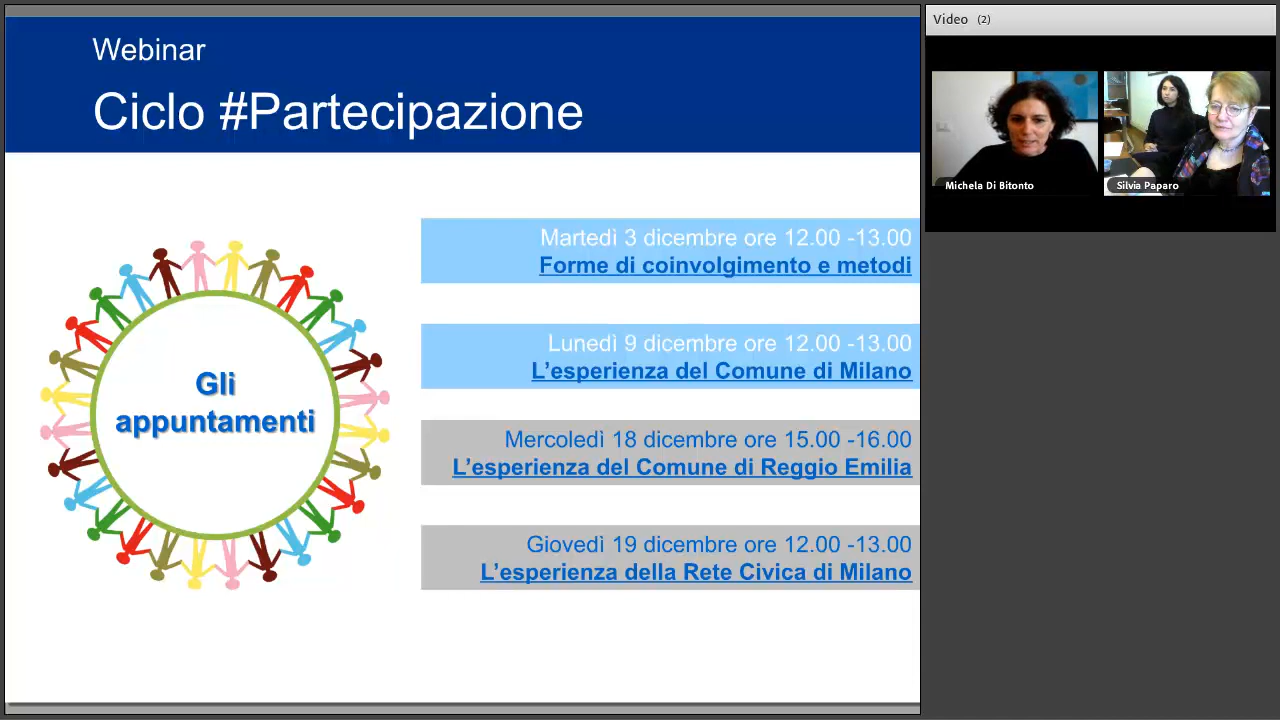 Webinar
Ciclo #Partecipazione
Gli
appuntamenti
Martedì 3 dicembre ore 12.00 -13.00
Forme di coinvolgimento e metodi
Lunedì 9 dicembre ore 12.00 -13.00
L'esperienza del Comune di Milano
Mercoledì 18 dicembre ore 15.00 -16.00
L'esperienza del Comune di Reggio Emilia
Giovedì 19 dicembre ore 12.00 -13.00
L'esperienza della Rete Civica di Milano
Video (2)
Michela Di Bitonto
Silvia Paparo